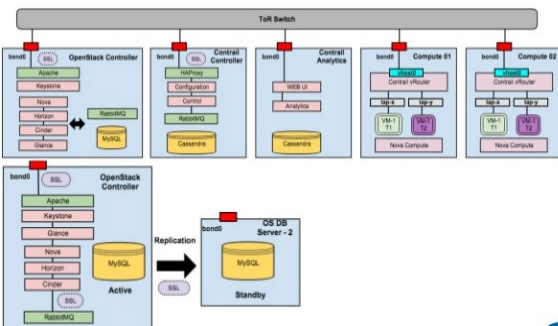 ToR Switch
bond0
SSL
OpenStack Controller
Apache
Keystone
Nova
Horizon
Cinder
Glance
RabbitMQ
MySQL
bond0
SSL
Contrail
Controller
HAProxy
Configuration
Control
RabbitMQ
Cassandra
bond0
Contrail
Analytics
WEB UI
Analytics
Cassandra
bond0
Compute 01
vhost0
Contrail vRouter
tap-x
tap-y
VM-1
T1
VM-1
T2
Nova Compute
bond0
Compute 02
vhost0
Contrail vRouter
tap-x
tap-y
VM-1
T1
VM-1
T2
Nova Compute
bond0
SSL
OpenStack
Controller
Apache
Keystone
Glance
Nova
Horizon
Cinder
SSL
RabbitMQ
MySQL
Active
Replication
SSL
bond0
OS DB
Server - 2
MySQL
Standby